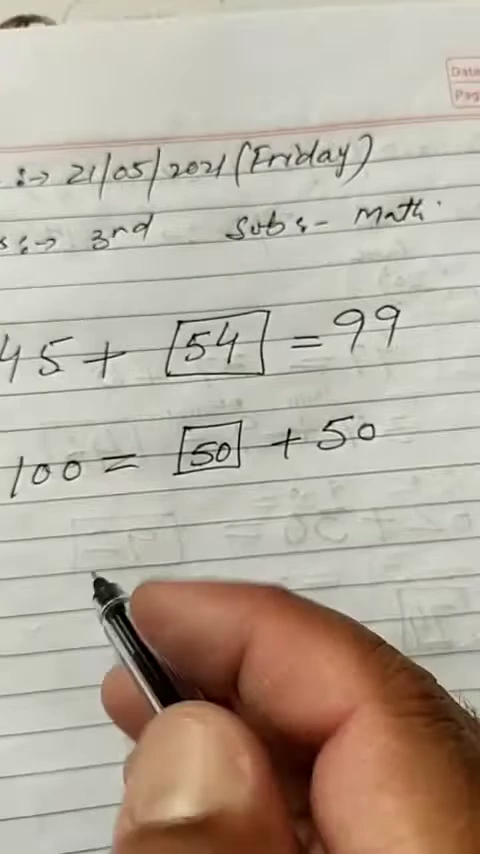 Date
Page
:→ 21/05/2021 (Friday)
s :→ 3rd Sub :- Math.
45 + 54 = 99
100 = 50 + 50